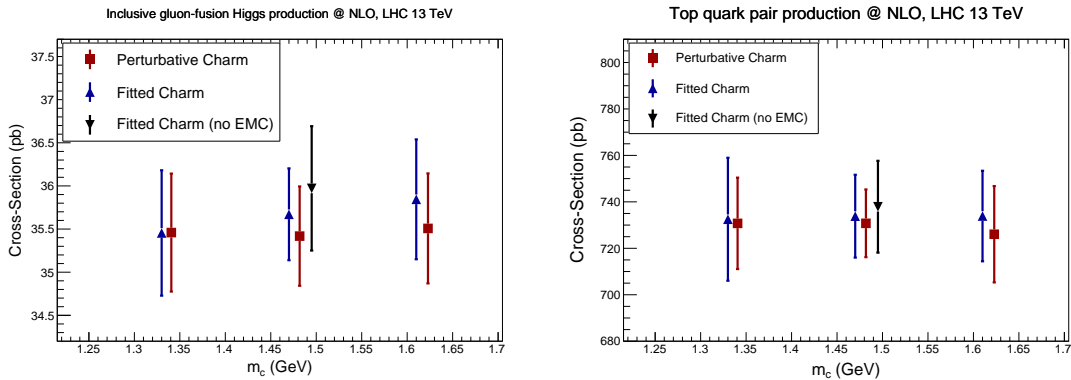 Inclusive gluon-fusion Higgs production @ NLO, LHC 13 TeV
Cross-Section (pb)
37.5
37
36.5
36
35.5
35
34.5
Perturbative Charm
Fitted Charm
Fitted Charm (no EMC)
1.25 1.3 1.35 1.4 1.45 1.5 1.55 1.6 1.65 1.7
m_c (GeV)
Top quark pair production @ NLO, LHC 13 TeV
Cross-Section (pb)
800
780
760
740
720
700
680
Perturbative Charm
Fitted Charm
Fitted Charm (no EMC)
1.25 1.3 1.35 1.4 1.45 1.5 1.55 1.6 1.65 1.7
m_c (GeV)